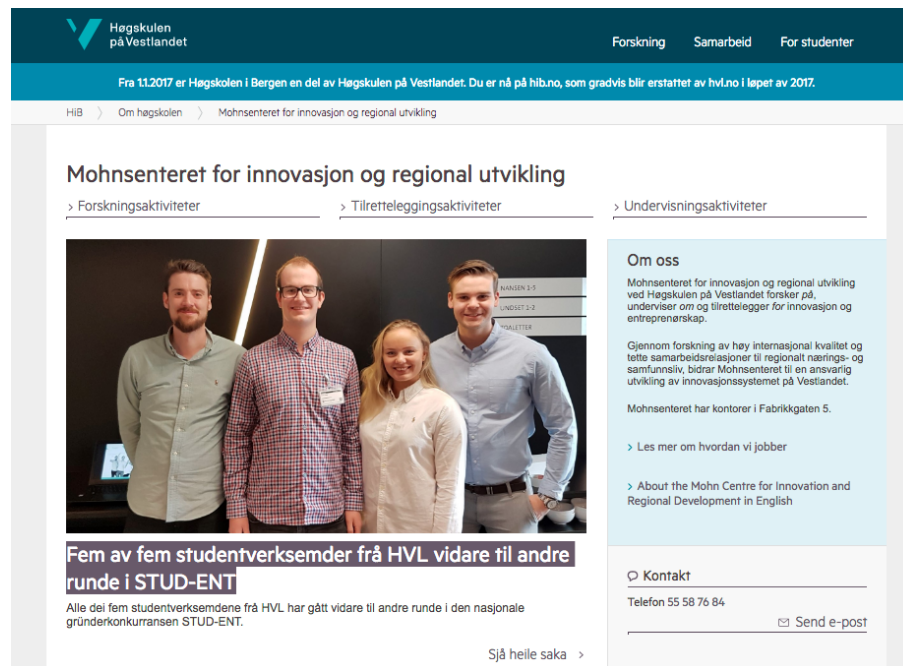 Høgskulen
på Vestlandet
Forskning Samarbeid For studenter
Fra 1.1.2017 er Høgskolen i Bergen en del av Høgskulen på Vestlandet. Du er nå på hib.no, som gradvis blir erstattet av hvl.no i løpet av 2017.
HiB Om høgskolen Mohnsenteret for innovasjon og regional utvikling
Mohnsenteret for innovasjon og regional utvikling
> Forskningsaktiviteter > Tilretteleggingsaktiviteter > Undervisningsaktiviteter
NANSEN 1-3
LINDSET 1-2
TOALETTER
Fem av fem studentverksemder frå HVL vidare til andre
runde i STUD-ENT
Alle dei fem studentverksemdene frå HVL har gått vidare til andre runde i den nasjonale
gründerkonkurransen STUD-ENT.
Sjå heile saka >
Om oss
Mohnsenteret for innovasjon og regional utvikling
ved Høgskulen på Vestlandet forsker på,
underviser om og tilrettelegger for innovasjon og
entreprenørskap.
Gjennom forskning av høy internasjonal kvalitet og
tette samarbeidsrelasjoner til regionalt nærings- og
samfunnsliv, bidrar Mohnsenteret til en ansvarlig
utvikling av innovasjonssystemet på Vestlandet.
Mohnsenteret har kontorer i Fabrikkgaten 5.
> Les mer om hvordan vi jobber
> About the Mohn Centre for Innovation and
Regional Development in English
Kontakt
Telefon 55 58 76 84
Send e-post